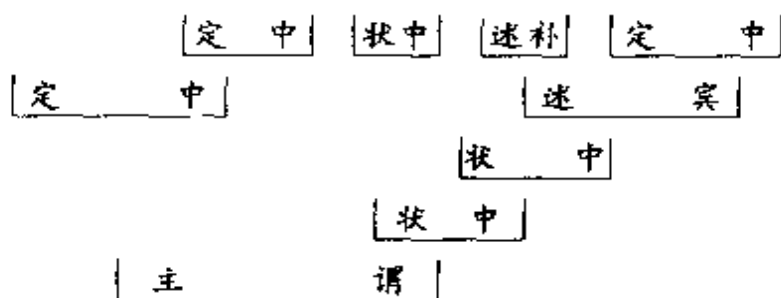 定 中 状中 述补 定 中
定 中 述 宾
状 中
状 中
主 谓